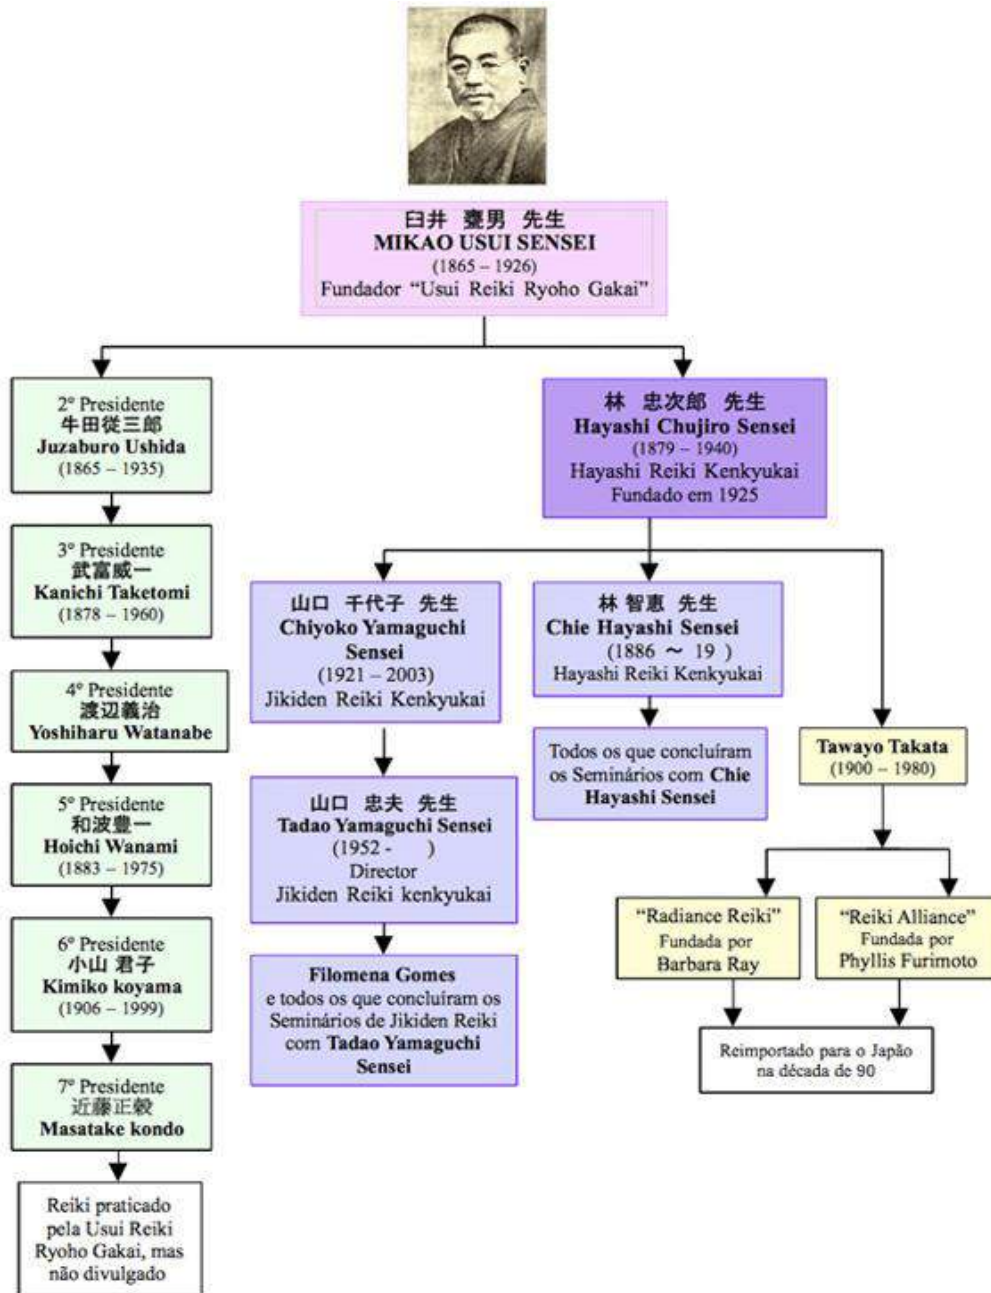 臼井 甕男 先生
MIKAO USUI SENSEI
(1865 – 1926)
Fundador “Usui Reiki Ryoho Gakai”
2º Presidente
牛田従三郎
Juzaburo Ushida
(1865 – 1935)
3º Presidente
武富咸一
Kanichi Taketomi
(1878 – 1960)
4º Presidente
渡辺義治
Yoshiharu Watanabe
5º Presidente
和波豊一
Hoichi Wanami
(1883 – 1975)
6º Presidente
小山 君子
Kimiko koyama
(1906 – 1999)
7º Presidente
近藤正毅
Masatake kondo
Reiki praticado
pela Usui Reiki
Ryoho Gakai, mas
não divulgado
林 忠次郎 先生
Hayashi Chujiro Sensei
(1879 – 1940)
Hayashi Reiki Kenkyukai
Fundado em 1925
山口 千代子 先生
Chiyoko Yamaguchi
Sensei
(1921 – 2003)
Jikiden Reiki Kenkyukai
山口 忠夫 先生
Tadao Yamaguchi Sensei
(1952 - )
Director
Jikiden Reiki kenkyukai
Filomena Gomes
e todos os que concluíram os
Seminários de Jikiden Reiki
com Tadao Yamaguchi
Sensei
林 智恵 先生
Chie Hayashi Sensei
(1886 ～ 19 )
Hayashi Reiki Kenkyukai
Todos os que concluíram
os Seminários com Chie
Hayashi Sensei
Tawayo Takata
(1900 – 1980)
“Radiance Reiki”
Fundada por
Barbara Ray
“Reiki Alliance”
Fundada por
Phyllis Furimoto
Reimportado para o Japão
na década de 90